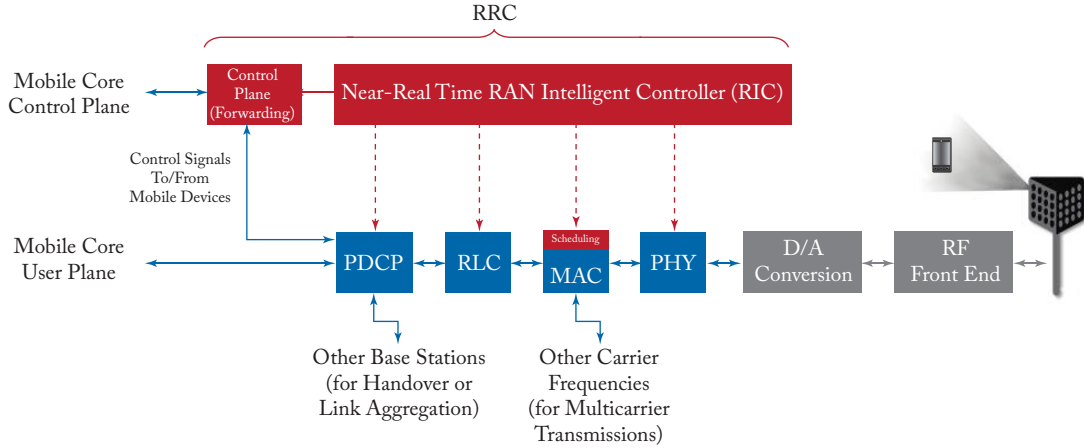 RRC
Mobile Core
Control Plane
Control
Plane
(Forwarding)
Near-Real Time RAN Intelligent Controller (RIC)
Control Signals
To/From
Mobile Devices
Mobile Core
User Plane
PDCP
RLC
Scheduling
MAC
PHY
D/A
Conversion
RF
Front End
Other Base Stations
(for Handover or
Link Aggregation)
Other Carrier
Frequencies
(for Multicarrier
Transmissions)